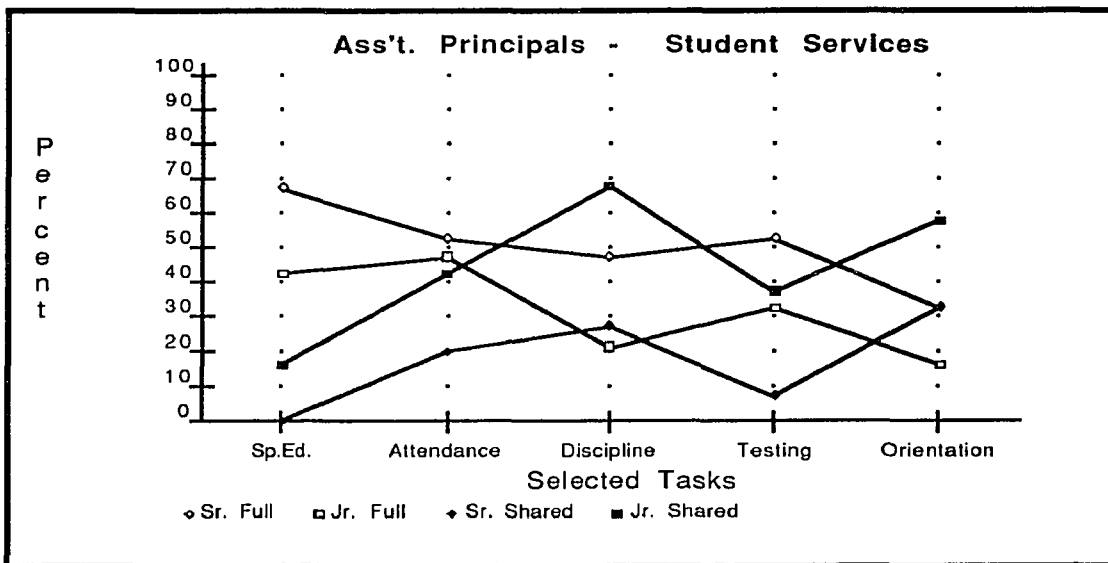 Ass't. Principals - Student Services
100
90
80
70
60
50
40
30
20
10
0
Percent
Sp.Ed. Attendance Discipline Testing Orientation
Selected Tasks
Sr. Full Jr. Full Sr. Shared Jr. Shared